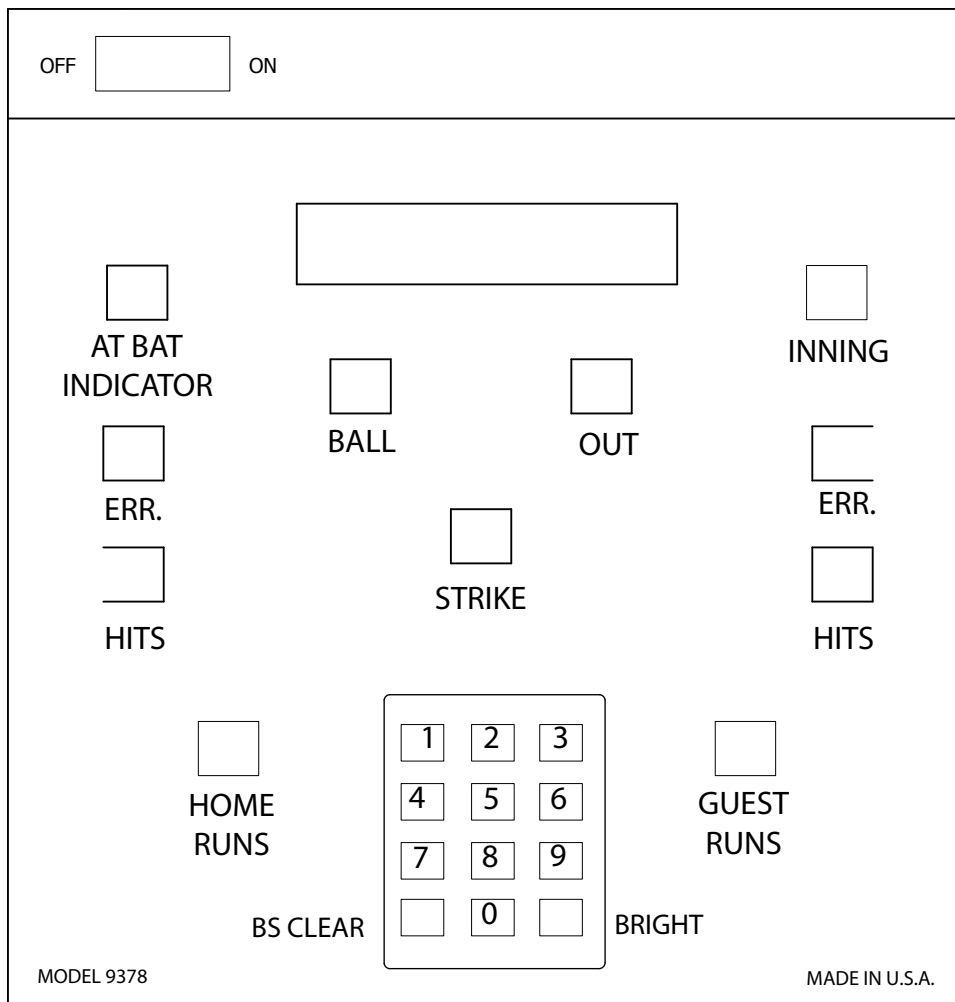 OFF ON
AT BAT
INDICATOR
INNING
BALL
OUT
ERR.
ERR.
STRIKE
HITS
HITS
1 2 3
HOME
RUNS
4 5 6
GUEST
RUNS
7 8 9
BS CLEAR
0
BRIGHT
MODEL 9378
MADE IN U.S.A.